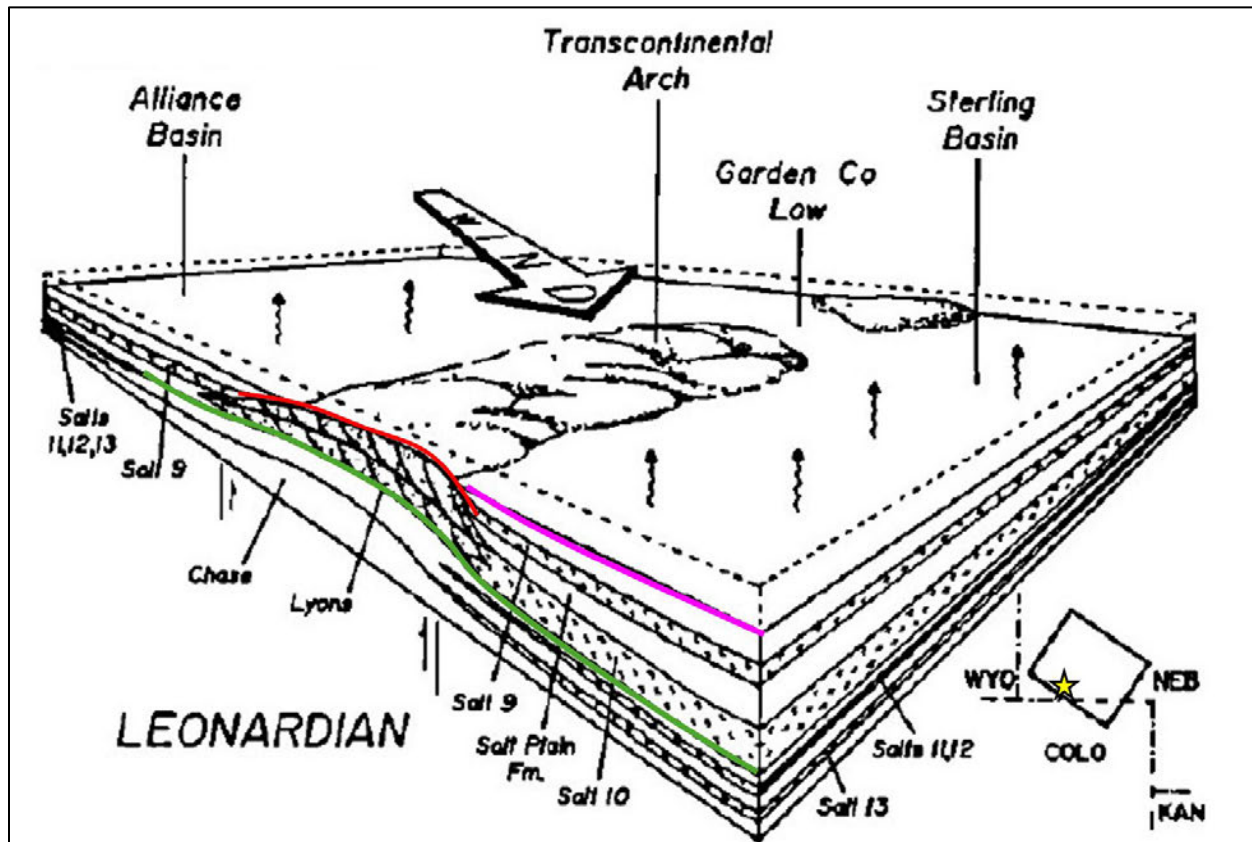 Transcontinental
Arch
Alliance
Basin
Sterling
Basin
Garden Co
Low
N
Salts
11,12,13
Salt 9
Chase
Lyons
Salt 9
Salt Plain
Fm.
Salt 10
Salts 11,12
Salt 13
LEONARDIAN
WYO
NEB
COLO
KAN